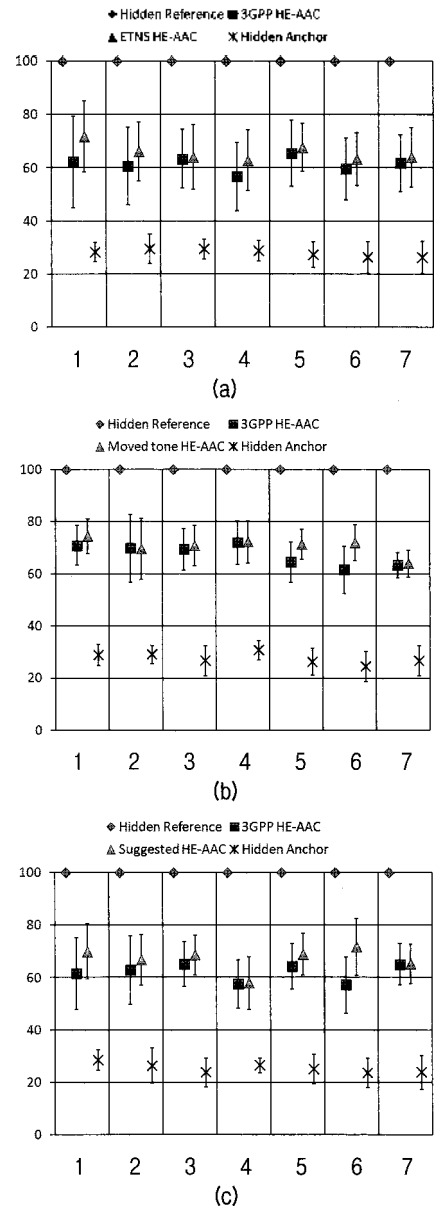 Hidden Reference 3GPP HE-AAC
ETNS HE-AAC Hidden Anchor
100
80
60
40
20
0
1 2 3 4 5 6 7
(a)
Hidden Reference 3GPP HE-AAC
Moved tone HE-AAC Hidden Anchor
100
80
60
40
20
0
1 2 3 4 5 6 7
(b)
Hidden Reference 3GPP HE-AAC
Suggested HE-AAC Hidden Anchor
100
80
60
40
20
0
1 2 3 4 5 6 7
(c)